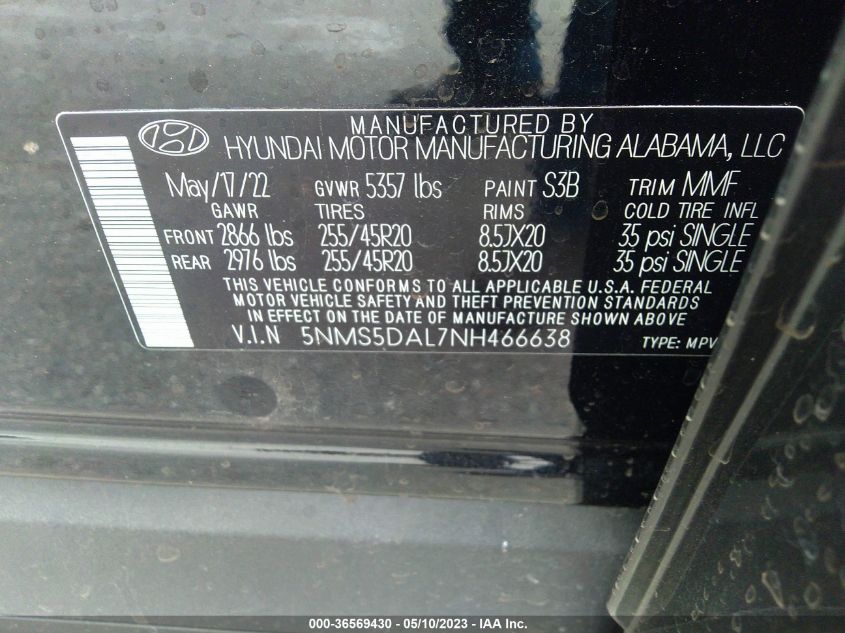 MANUFACTURED BY
HYUNDAI MOTOR MANUFACTURING ALABAMA, LLC
May/17/22 GVWR 5357 lbs PAINT S3B TRIM MMF
GAWR TIRES RIMS COLD TIRE INFL
FRONT 2866 lbs 255/45R20 8.5JX20 35 psi SINGLE
REAR 2976 lbs 255/45R20 8.5JX20 35 psi SINGLE
THIS VEHICLE CONFORMS TO ALL APPLICABLE U.S.A. FEDERAL
MOTOR VEHICLE SAFETY AND THEFT PREVENTION STANDARDS
IN EFFECT ON THE DATE OF MANUFACTURE SHOWN ABOVE
V.I.N 5NMS5DAL7NH466638 TYPE: MPV
000-36569430 - 05/10/2023 - IAA Inc.